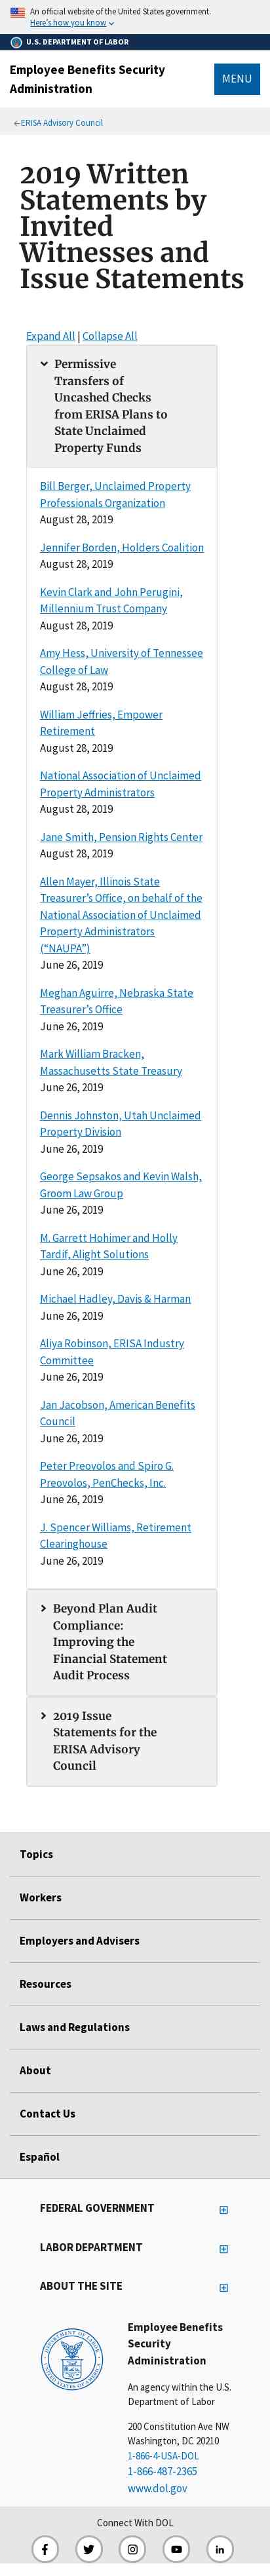 An official website of the United States government.
Here's how you know
U.S. DEPARTMENT OF LABOR
Employee Benefits Security
Administration
MENU
←ERISA Advisory Council
2019 Written
Statements by
Invited
Witnesses and
Issue Statements
Expand All | Collapse All
Permissive
Transfers of
Uncashed Checks
from ERISA Plans to
State Unclaimed
Property Funds
Bill Berger, Unclaimed Property
Professionals Organization
August 28, 2019
Jennifer Borden, Holders Coalition
August 28, 2019
Kevin Clark and John Perugini,
Millennium Trust Company
August 28, 2019
Amy Hess, University of Tennessee
College of Law
August 28, 2019
William Jeffries, Empower
Retirement
August 28, 2019
National Association of Unclaimed
Property Administrators
August 28, 2019
Jane Smith, Pension Rights Center
August 28, 2019
Allen Mayer, Illinois State
Treasurer's Office, on behalf of the
National Association of Unclaimed
Property Administrators
(“NAUPA”)
June 26, 2019
Meghan Aguirre, Nebraska State
Treasurer's Office
June 26, 2019
Mark William Bracken,
Massachusetts State Treasury
June 26, 2019
Dennis Johnston, Utah Unclaimed
Property Division
June 26, 2019
George Sepsakos and Kevin Walsh,
Groom Law Group
June 26, 2019
M. Garrett Hohimer and Holly
Tardif, Alight Solutions
June 26, 2019
Michael Hadley, Davis & Harman
June 26, 2019
Aliya Robinson, ERISA Industry
Committee
June 26, 2019
Jan Jacobson, American Benefits
Council
June 26, 2019
Peter Preovolos and Spiro G.
Preovolos, PenChecks, Inc.
June 26, 2019
J. Spencer Williams, Retirement
Clearinghouse
June 26, 2019
Beyond Plan Audit
Compliance:
Improving the
Financial Statement
Audit Process
2019 Issue
Statements for the
ERISA Advisory
Council
Topics
Workers
Employers and Advisers
Resources
Laws and Regulations
About
Contact Us
Español
FEDERAL GOVERNMENT
LABOR DEPARTMENT
ABOUT THE SITE
Employee Benefits
Security
Administration
An agency within the U.S.
Department of Labor
200 Constitution Ave NW
Washington, DC 20210
1-866-4-USA-DOL
1-866-487-2365
www.dol.gov
Connect With DOL